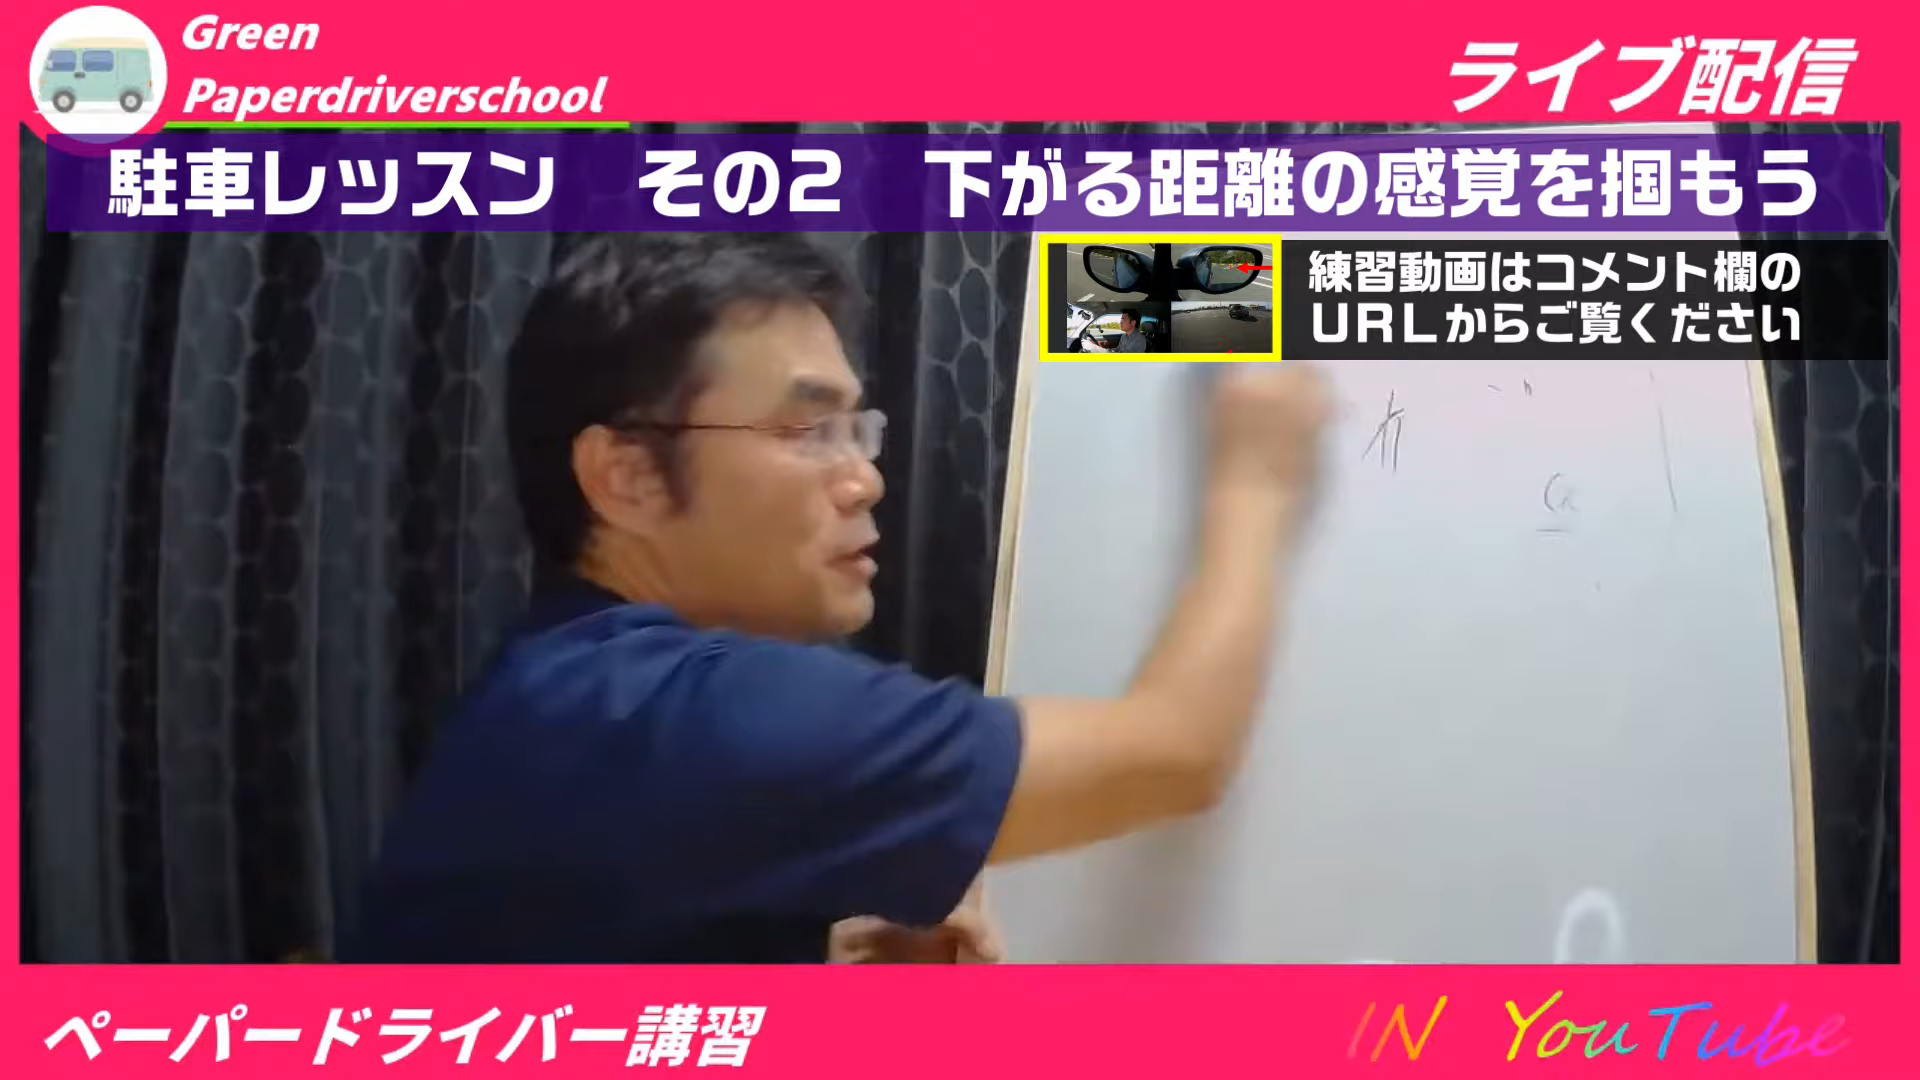 Green
Paperdriverschool
ライブ配信
駐車レッスン その2 下がる距離の感覚を掴もう
練習動画はコメント欄の
URLからご覧ください
ペーパードライバー講習
IN YouTube